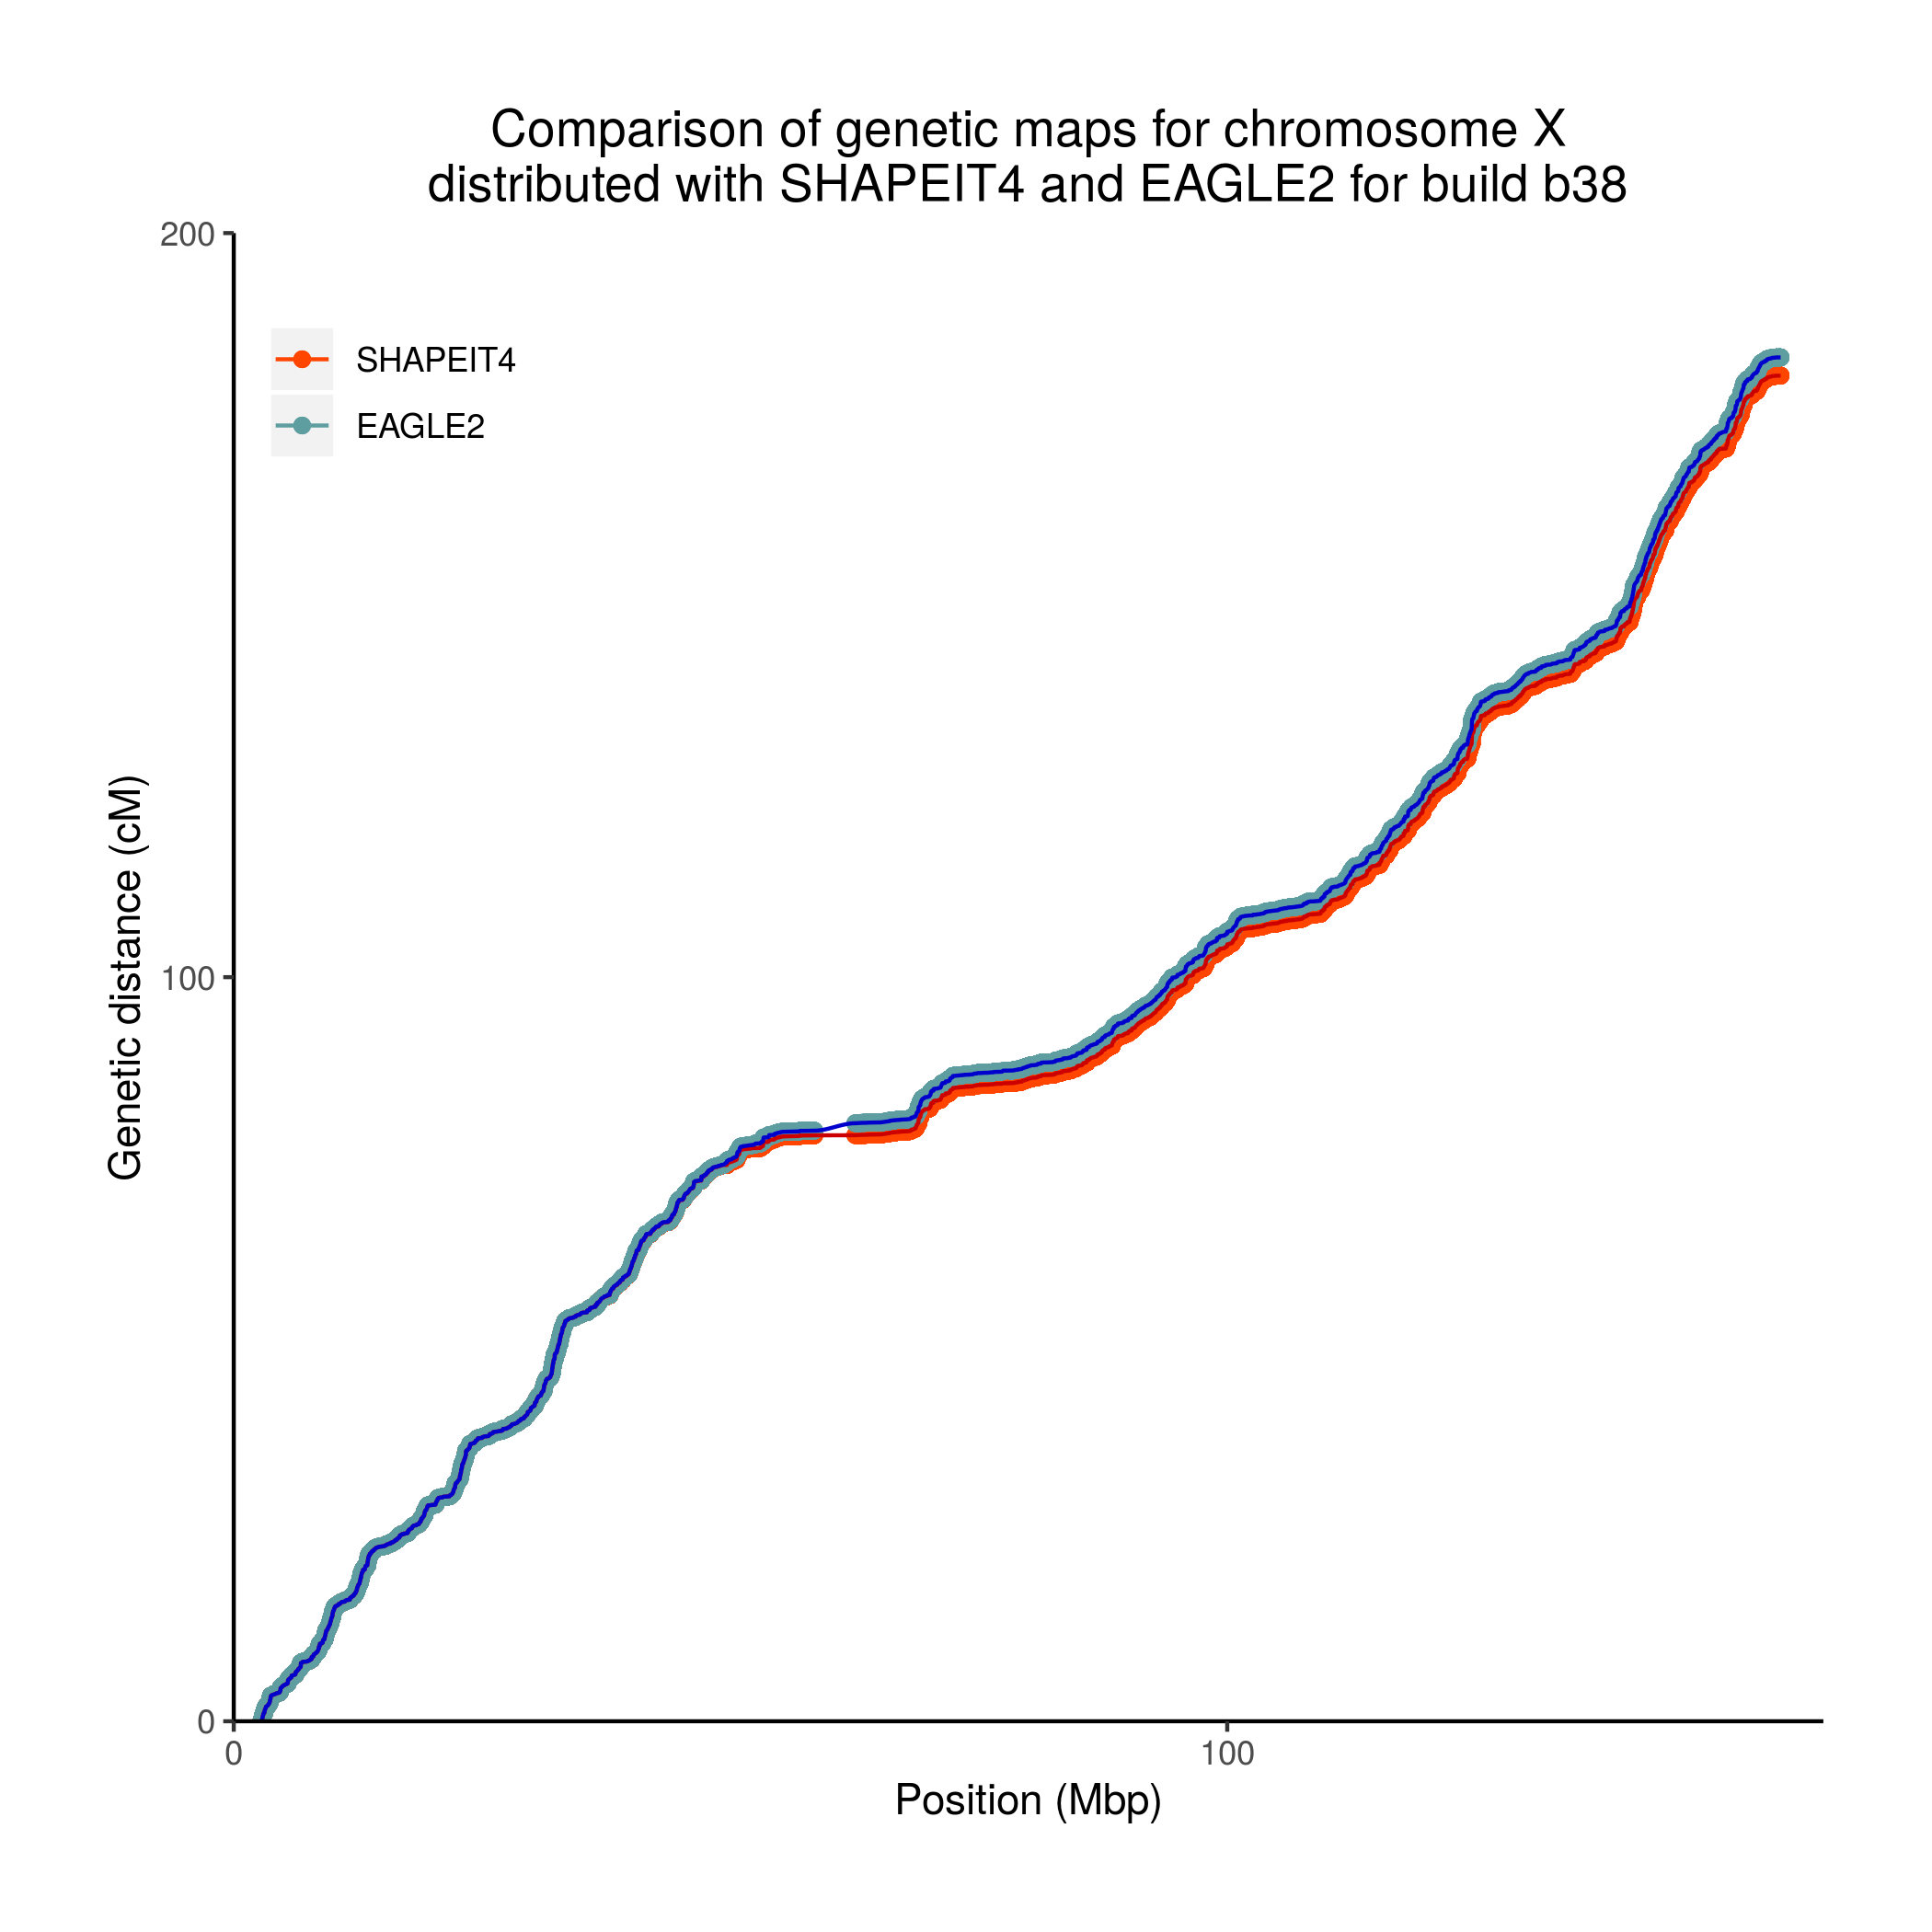 Comparison of genetic maps for chromosome X
distributed with SHAPEIT4 and EAGLE2 for build b38
200
SHAPEIT4
EAGLE2
Genetic distance (cM)
100
0
0
100
Position (Mbp)